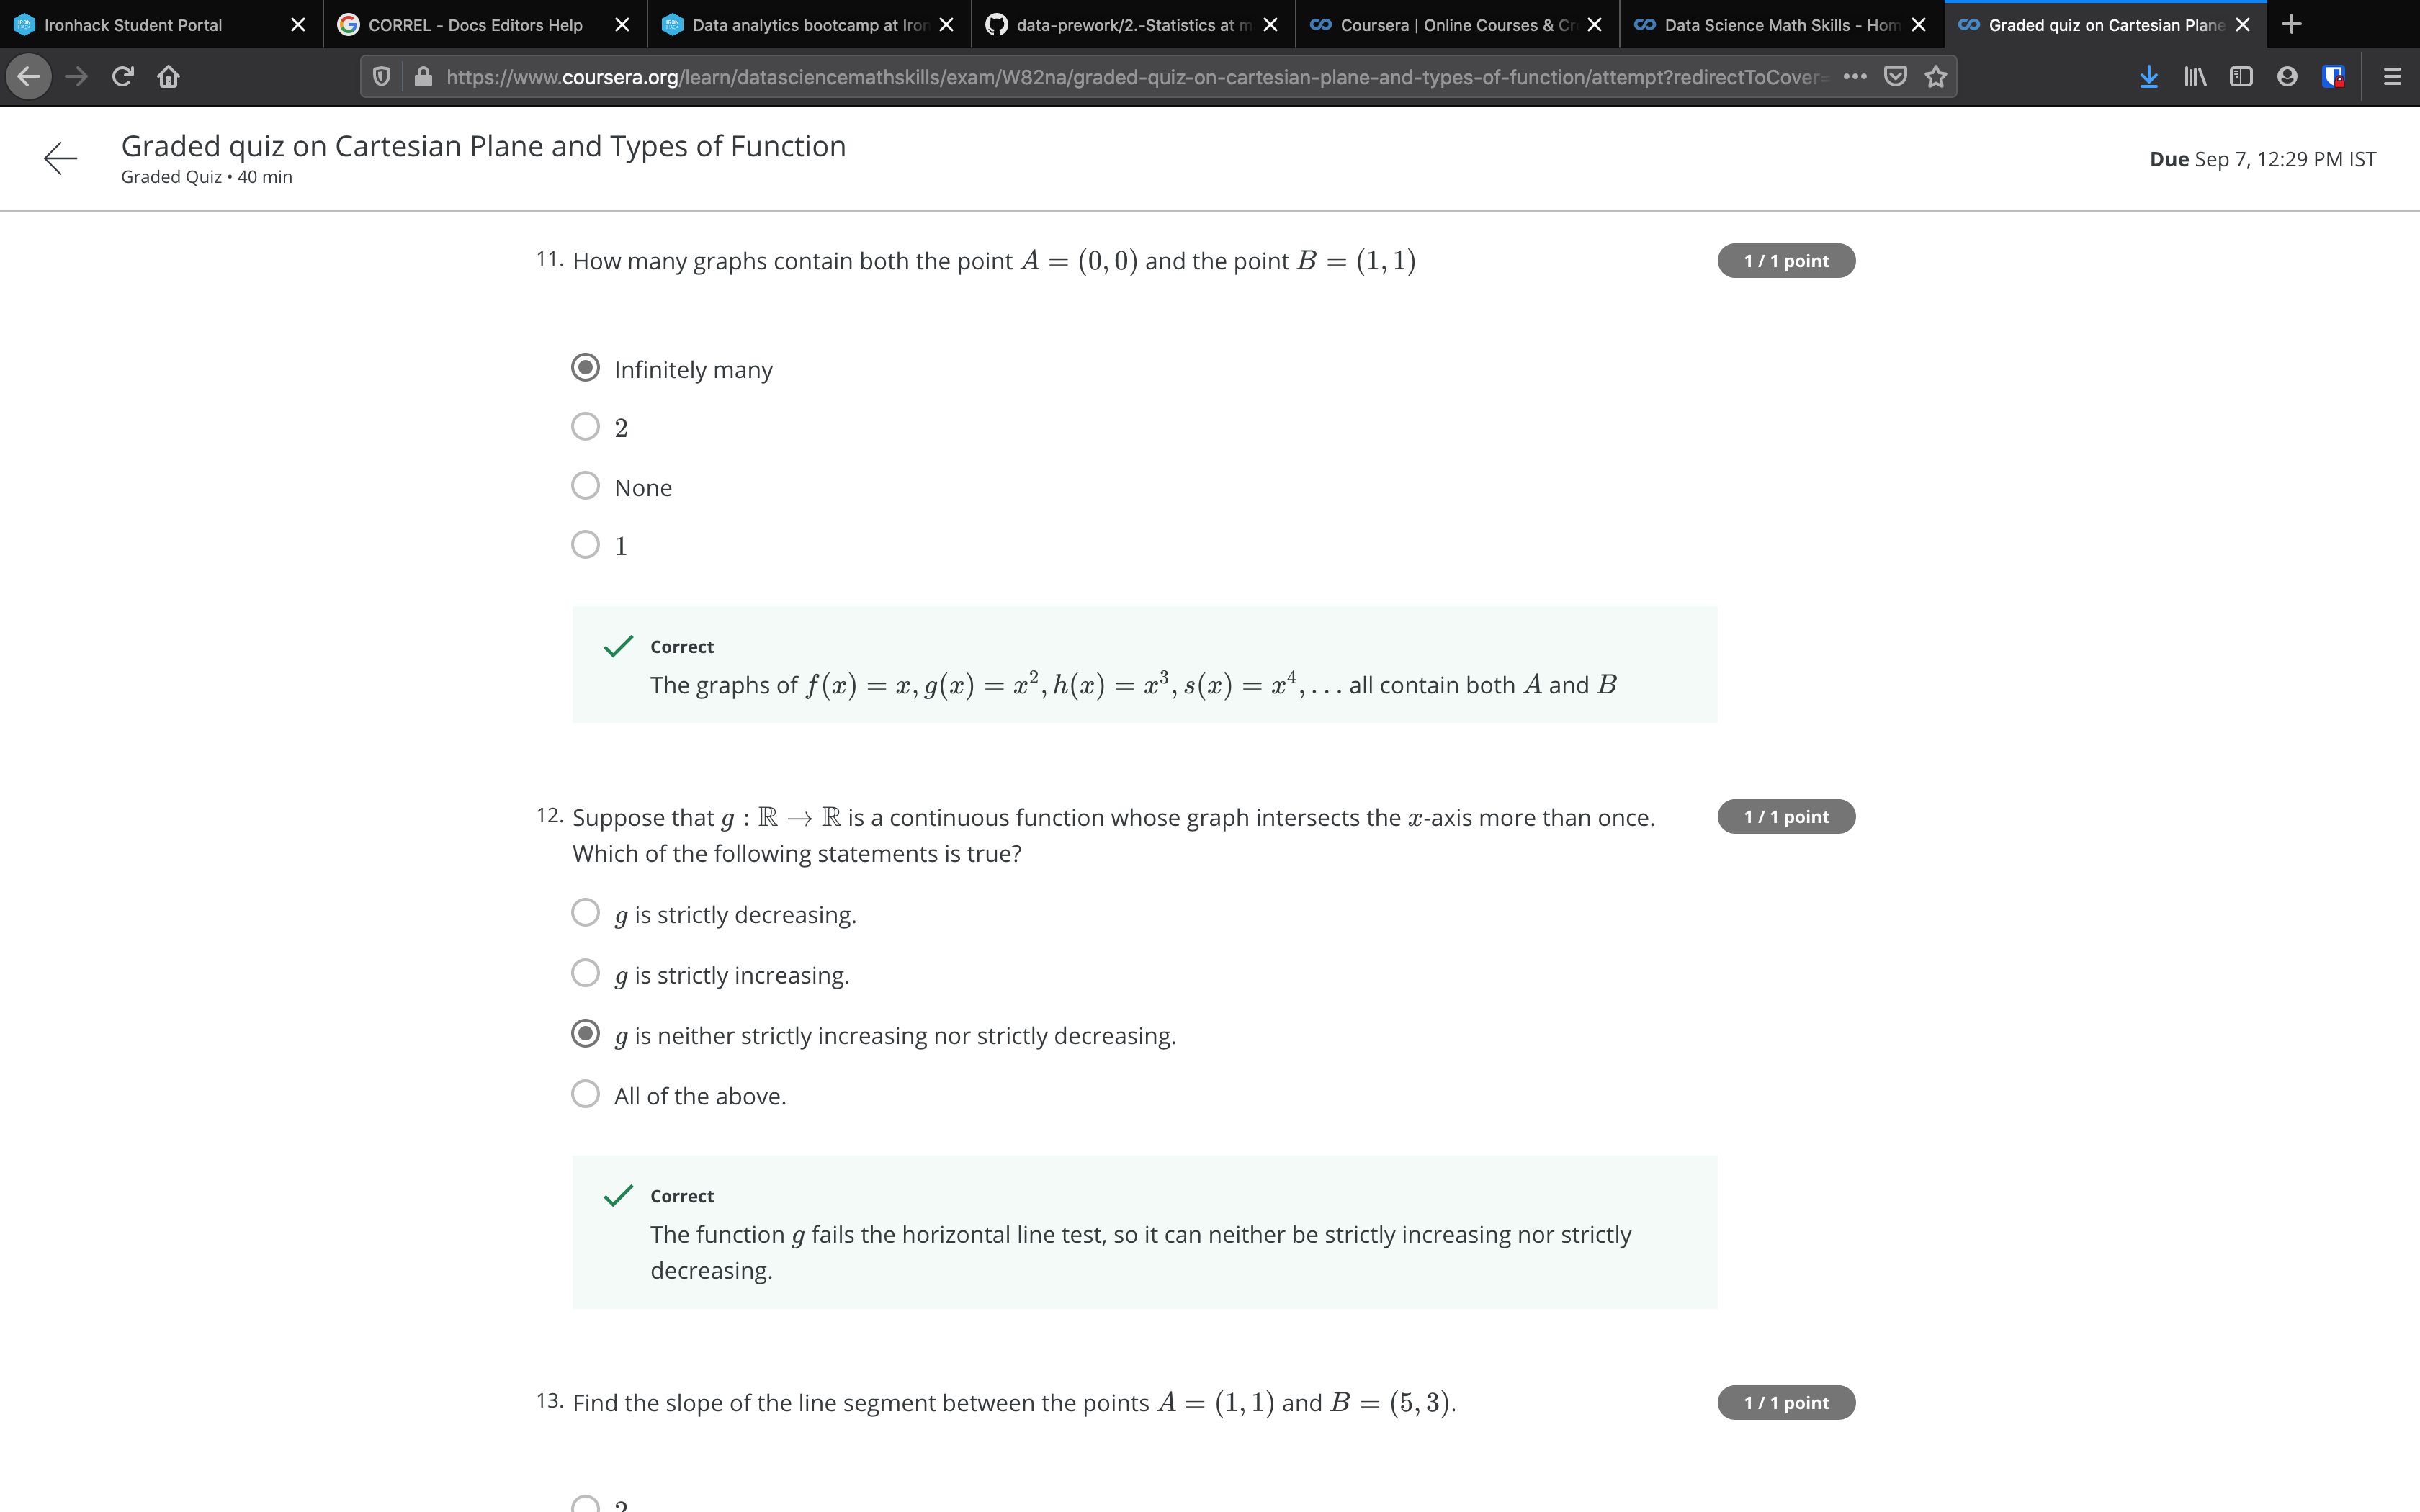 Ironhack Student Portal
CORREL - Docs Editors Help
Data analytics bootcamp at Iron
data-prework/2.-Statistics at m
Coursera | Online Courses & Cr
Data Science Math Skills - Hom
Graded quiz on Cartesian Plane
https://www.coursera.org/learn/datasciencemathskills/exam/W82na/graded-quiz-on-cartesian-plane-and-types-of-function/attempt?redirectToCover=
Graded quiz on Cartesian Plane and Types of Function
Graded Quiz • 40 min
Due Sep 7, 12:29 PM IST
11. How many graphs contain both the point A = (0, 0) and the point B = (1, 1)
1 / 1 point
Infinitely many
2
None
1
Correct
The graphs of f(x) = x, g(x) = x², h(x) = x³, s(x) = x⁴, . . . all contain both A and B
12. Suppose that g : ℝ → ℝ is a continuous function whose graph intersects the x-axis more than once.
Which of the following statements is true?
1 / 1 point
g is strictly decreasing.
g is strictly increasing.
g is neither strictly increasing nor strictly decreasing.
All of the above.
Correct
The function g fails the horizontal line test, so it can neither be strictly increasing nor strictly
decreasing.
13. Find the slope of the line segment between the points A = (1, 1) and B = (5, 3).
1 / 1 point